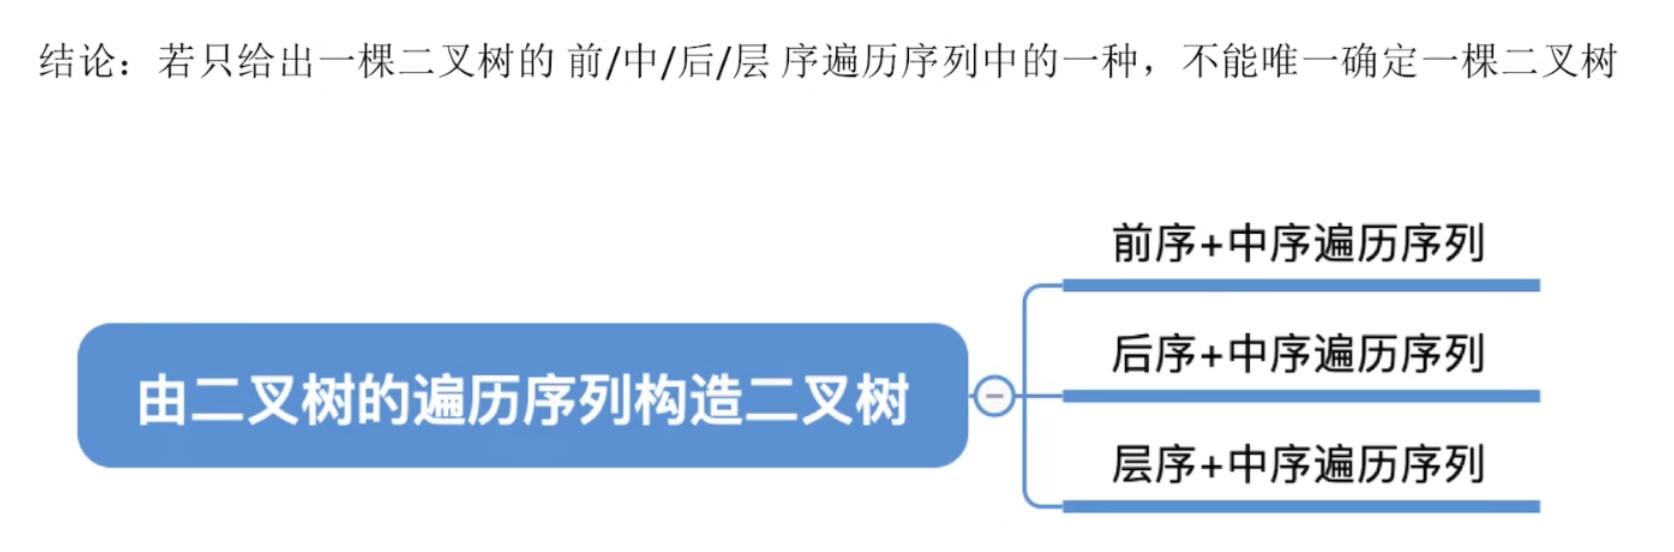 结论：若只给出一棵二叉树的 前/中/后/层 序遍历序列中的一种，不能唯一确定一棵二叉树
前序+中序遍历序列
后序+中序遍历序列
由二叉树的遍历序列构造二叉树
层序+中序遍历序列